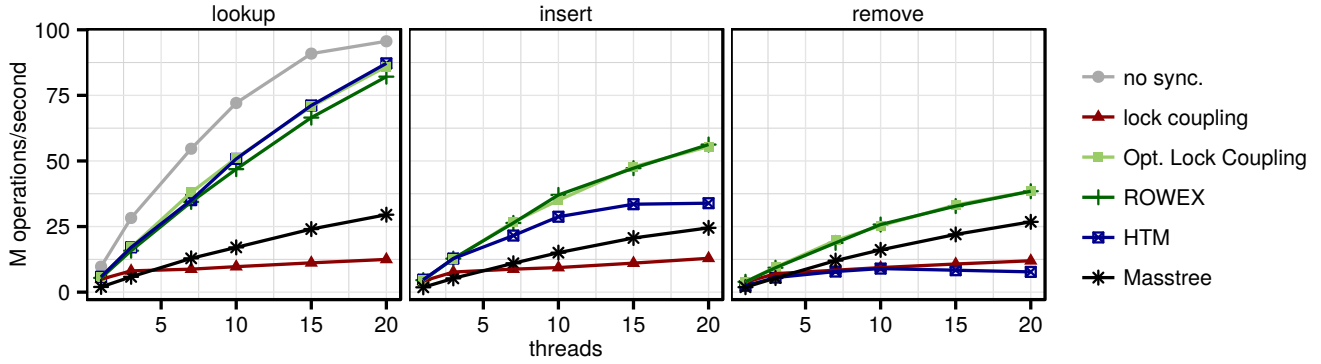 lookup
insert
remove
M operations/second
100
75
50
25
0
5 10 15 20
5 10 15 20
5 10 15 20
threads
no sync.
lock coupling
Opt. Lock Coupling
ROWEX
HTM
Masstree